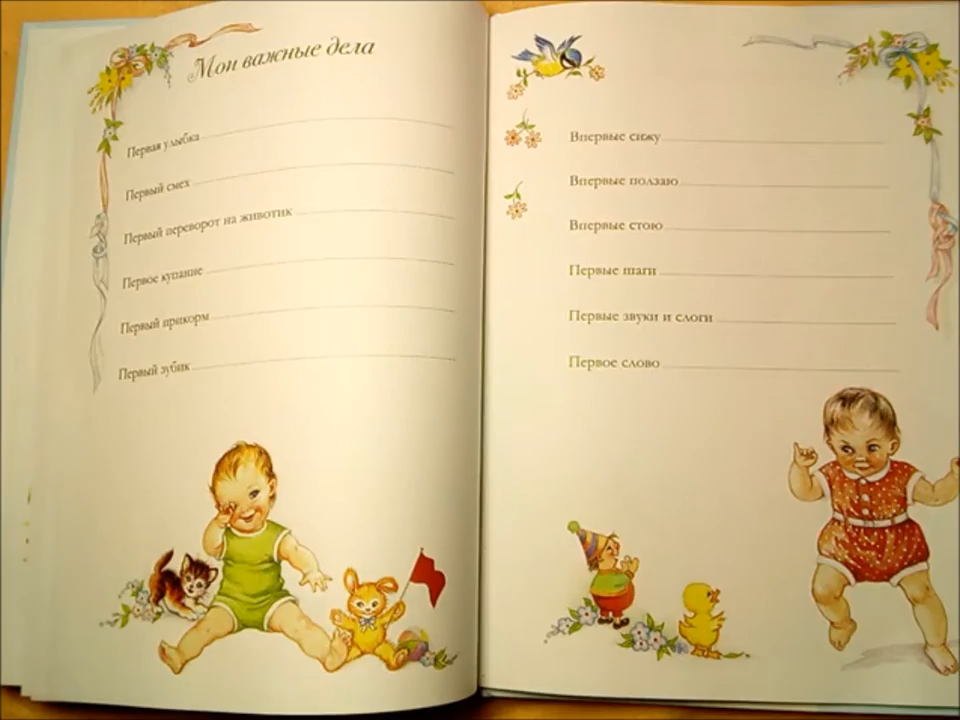 Мои важные дела
Первая улыбка
Первый смех
Первый переворот на животик
Первое купание
Первый прикорм
Первый зубик
Впервые сижу
Впервые ползаю
Впервые стою
Первые шаги
Первые звуки и слоги
Первое слово